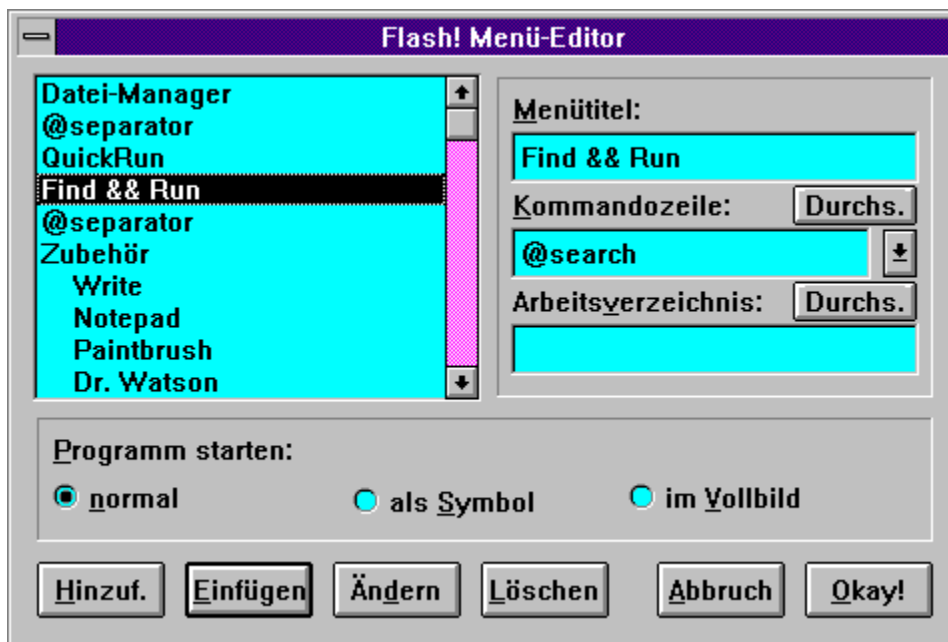 Flash! Menü-Editor
Datei-Manager
@separator
QuickRun
Find && Run
@separator
Zubehör
Write
Notepad
Paintbrush
Dr. Watson
Menütitel:
Find && Run
Kommandozeile:
Durchs.
@search
Arbeitsverzeichnis:
Durchs.
Programm starten:
normal
als Symbol
im Vollbild
Hinzuf.
Einfügen
Ändern
Löschen
Abbruch
Okay!